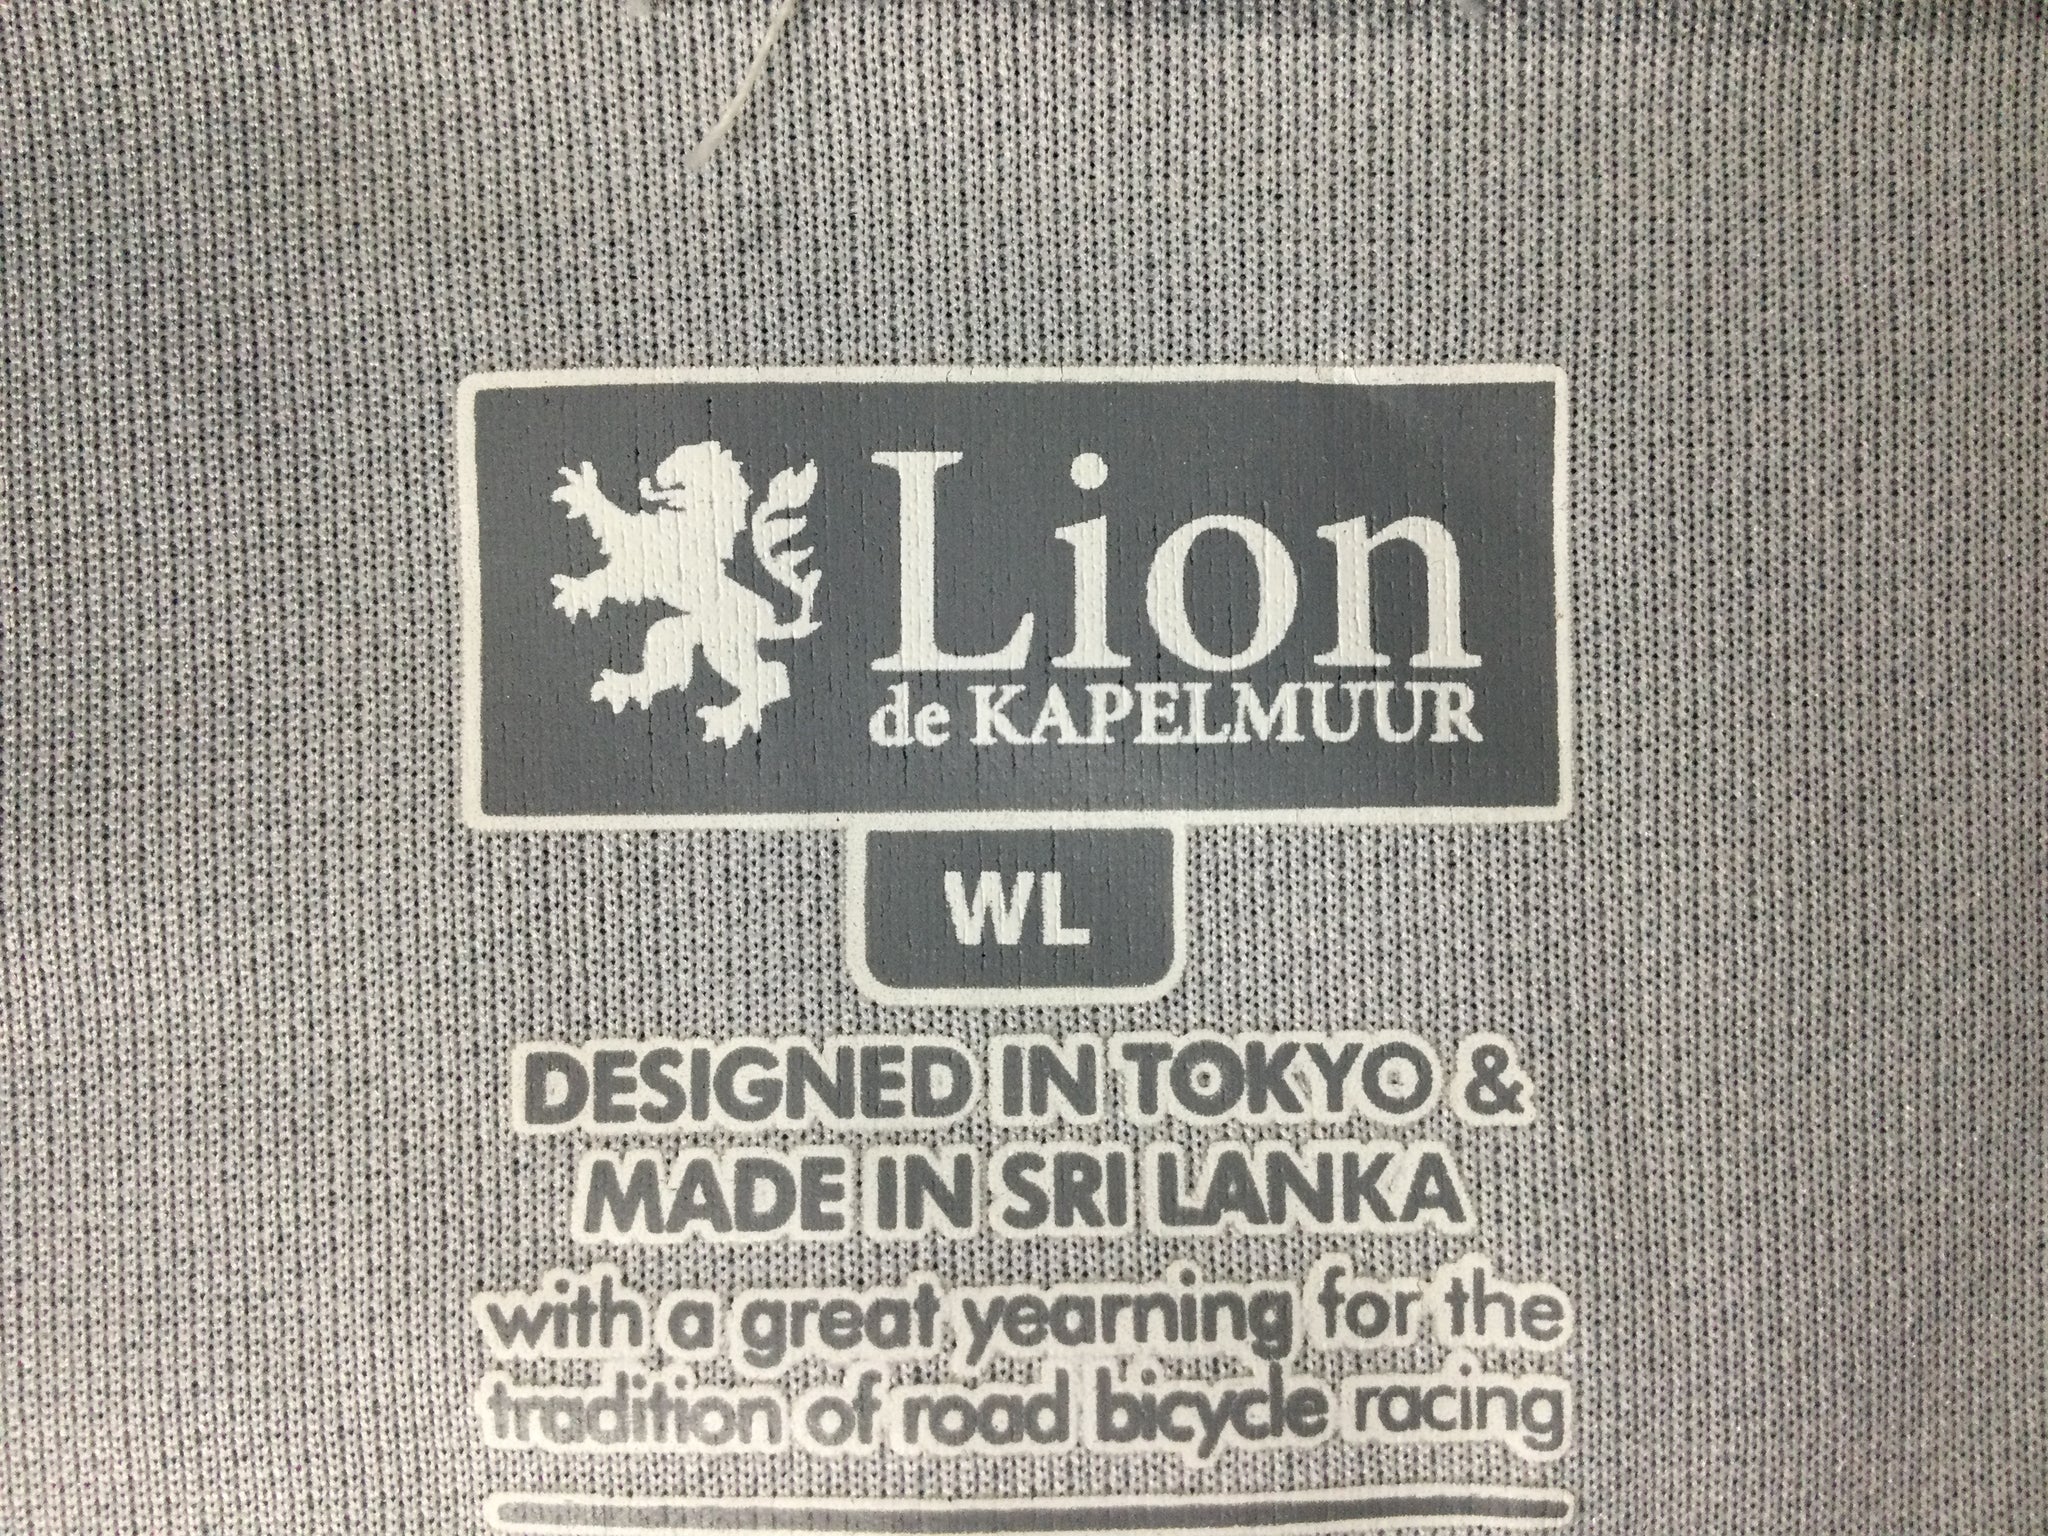 Lion
de KAPELMUUR
WL
DESIGNED IN TOKYO &
MADE IN SRI LANKA
with a great yearning for the
tradition of road bicycle racing